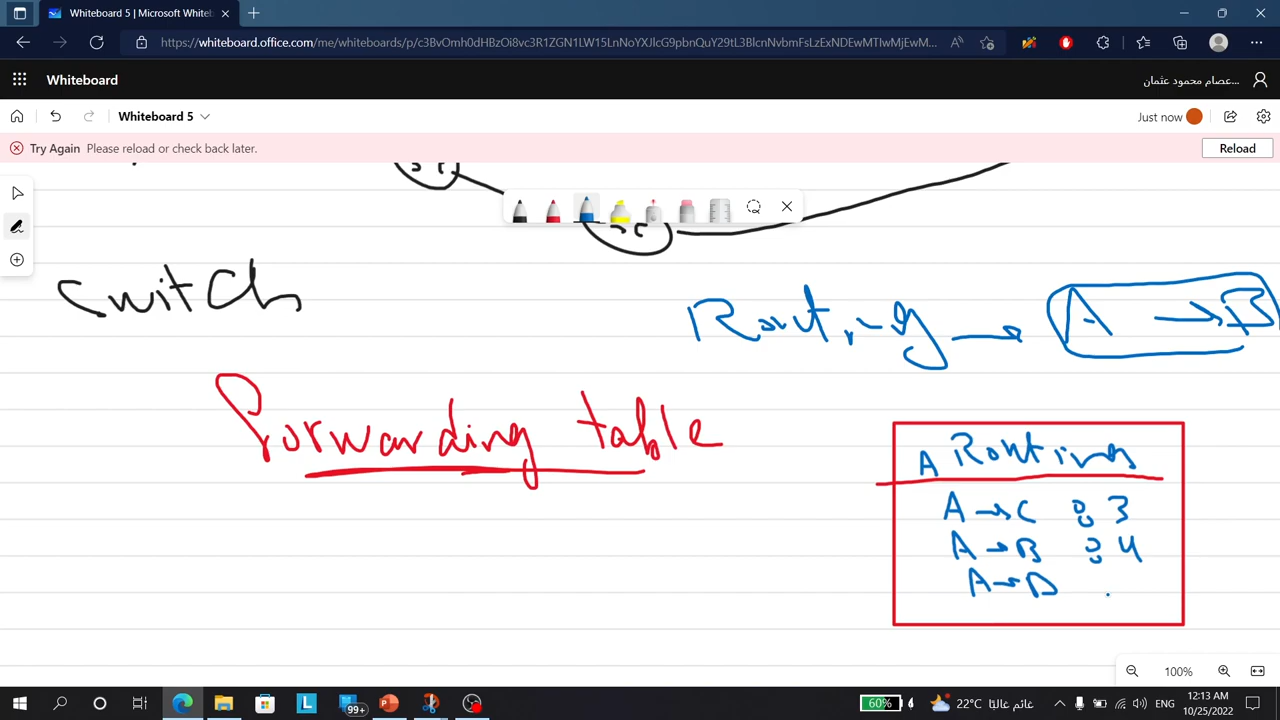 Whiteboard 5 | Microsoft Whiteb
https://whiteboard.office.com/me/whiteboards/p/c3BvOmh0dHBzOi8vc3R1ZGN1LW15LnNoYXJlcG9pbnQuY29tL3BlcnNvbmFsLzExNDEwMTIwMjEwM...
Whiteboard
عصام محمود عثمان...
Whiteboard 5
Just now
Try Again Please reload or check back later.
Reload
switch
Routing → A → B
Forwarding table
A Routing
A → C : 3
A → B : 4
A → D
100%
L
99+
60%
22°C غائم غالبًا
ENG
12:13 AM
10/25/2022